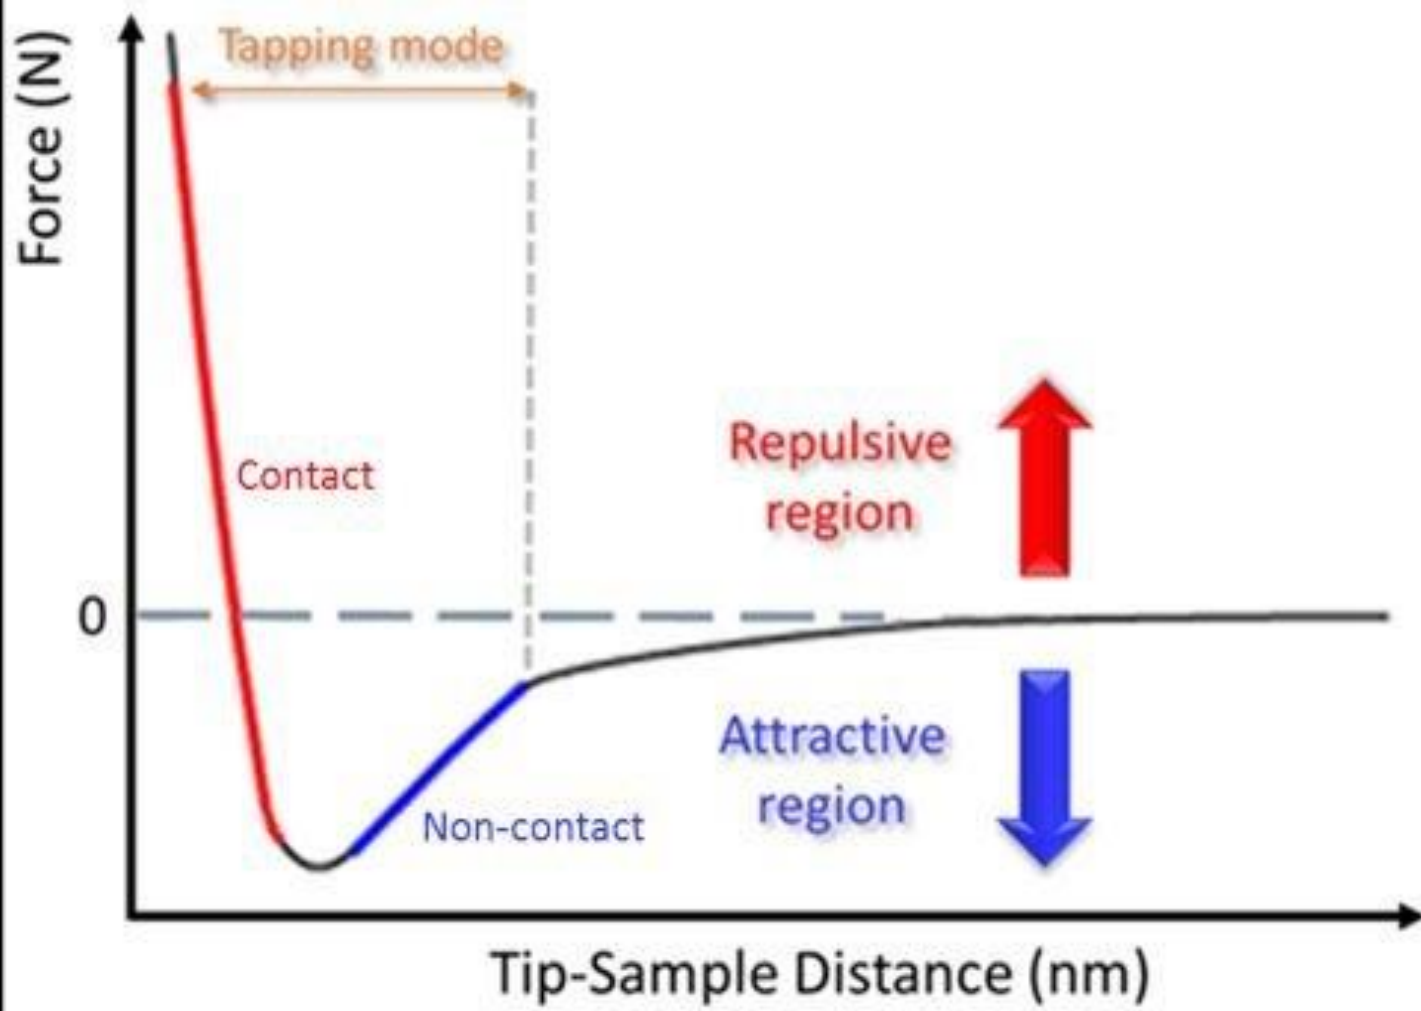 Tapping mode
Force (N)
Contact
Repulsive
region
0
Attractive
region
Non-contact
Tip-Sample Distance (nm)